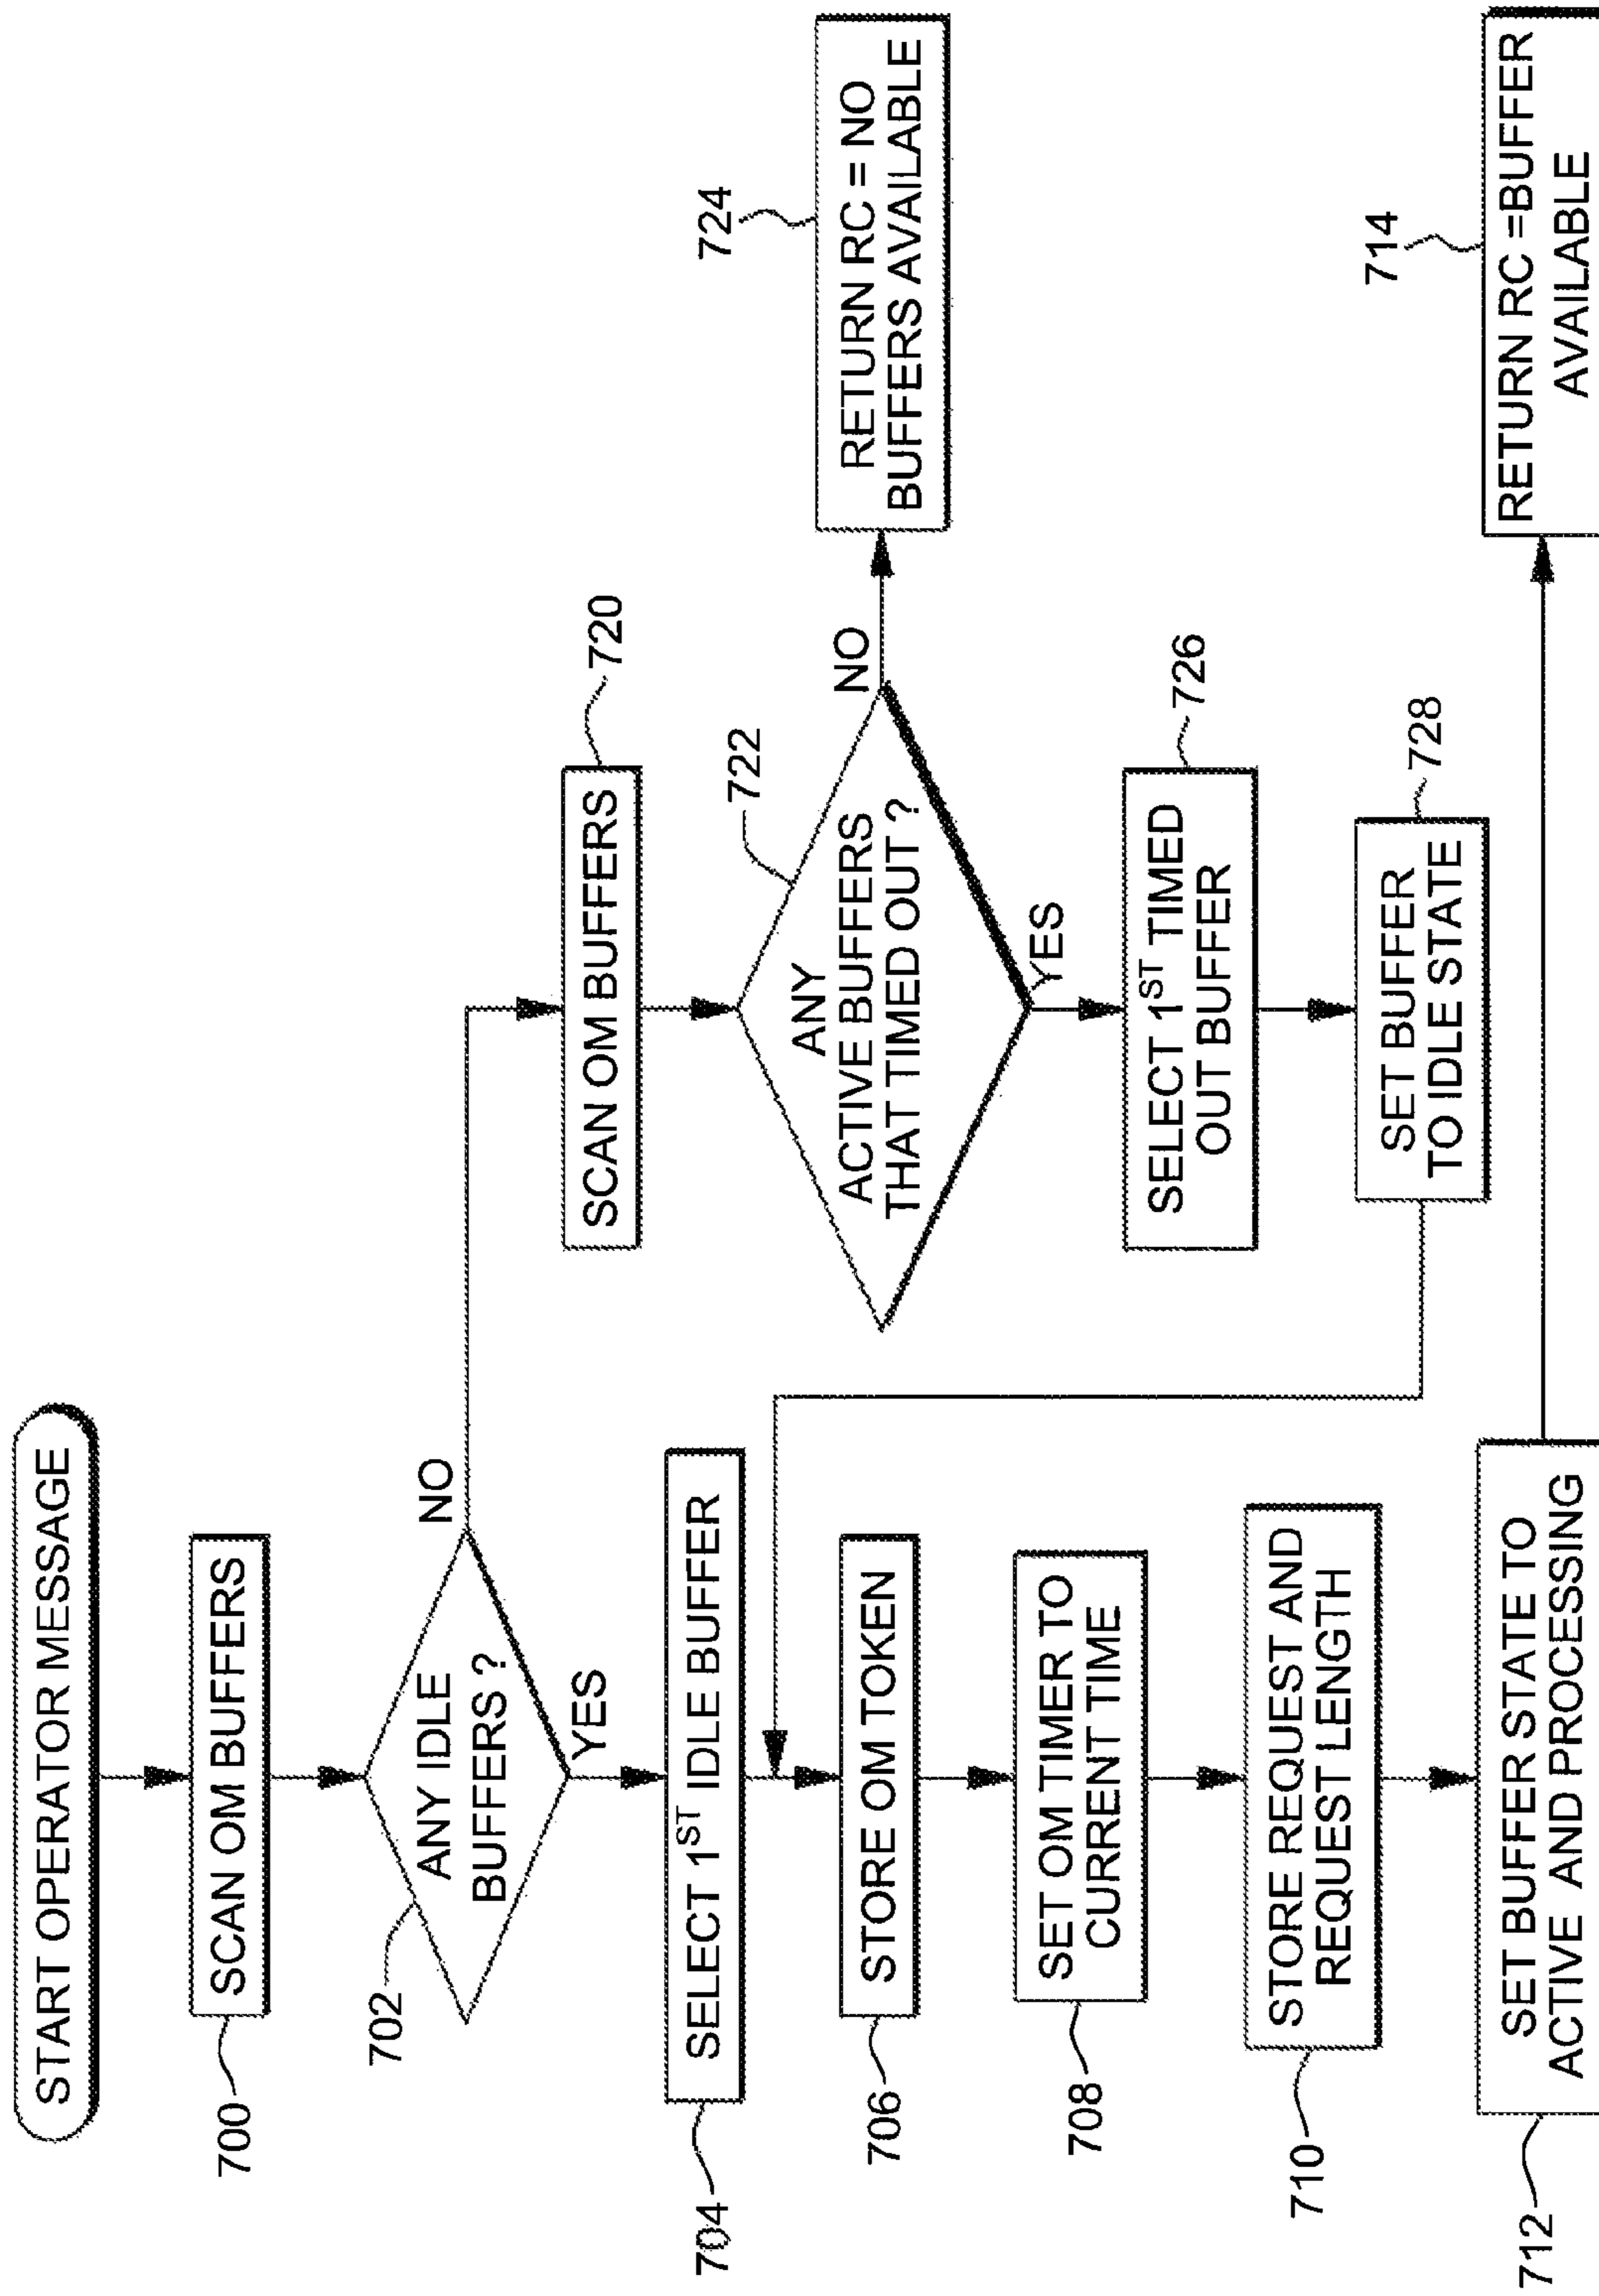 START OPERATOR MESSAGE
700
SCAN OM BUFFERS
702
ANY IDLE
BUFFERS ?
NO
YES
704
SELECT 1ST IDLE BUFFER
706
STORE OM TOKEN
708
SET OM TIMER TO
CURRENT TIME
710
STORE REQUEST AND
REQUEST LENGTH
712
SET BUFFER STATE TO
ACTIVE AND PROCESSING
720
SCAN OM BUFFERS
722
ANY
ACTIVE BUFFERS
THAT TIMED OUT ?
NO
YES
724
RETURN RC = NO
BUFFERS AVAILABLE
726
SELECT 1ST TIMED
OUT BUFFER
728
SET BUFFER
TO IDLE STATE
714
RETURN RC =BUFFER
AVAILABLE